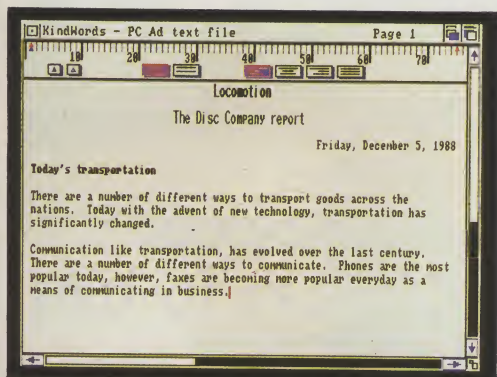 KindWords - PC Ad text file Page 1
10 20 30 40 50 60 70
Locomotion
The Disc Company report
Friday, December 5, 1988
Today's transportation
There are a number of different ways to transport goods across the
nations. Today with the advent of new technology, transportation has
significantly changed.
Communication like transportation, has evolved over the last century.
There are a number of different ways to communicate. Phones are the most
popular today, however, faxes are becoming more popular everyday as a
means of communicating in business.